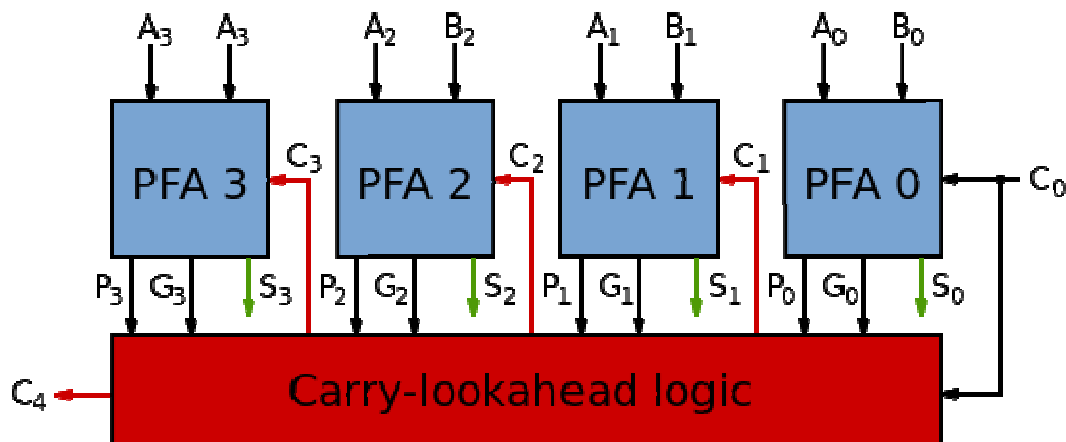 A3 A3 A2 B2 A1 B1 A0 B0
C3 C2 C1
PFA 3 PFA 2 PFA 1 PFA 0 C0
P3 G3 S3 P2 G2 S2 P1 G1 S1 P0 G0 S0
Carry-lookahead logic
C4